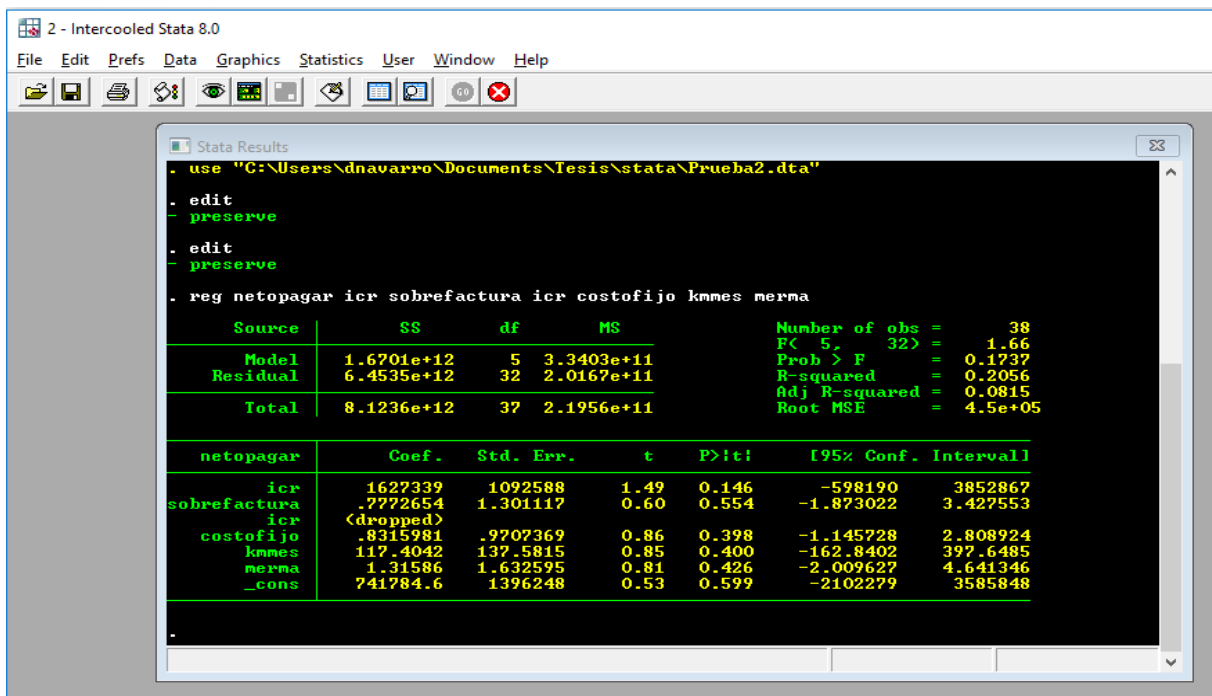 2 - Intercooled Stata 8.0
File Edit Prefs Data Graphics Statistics User Window Help
GO
Stata Results
. use "C:\Users\dnavarro\Documents\Tesis\stata\Prueba2.dta"
. edit
- preserve
. edit
- preserve
. reg netopagar icr sobrefactura icr costofijo kmmes merma
Source | SS df MS Number of obs = 38
F( 5, 32) = 1.66
Model | 1.6701e+12 5 3.3403e+11 Prob > F = 0.1737
Residual | 6.4535e+12 32 2.0167e+11 R-squared = 0.2056
Adj R-squared = 0.0815
Total | 8.1236e+12 37 2.1956e+11 Root MSE = 4.5e+05
netopagar | Coef. Std. Err. t P>|t| [95% Conf. Interval]
icr | 1627339 1092588 1.49 0.146 -598190 3852867
sobrefactura | .7772654 1.301117 0.60 0.554 -1.873022 3.427553
icr | (dropped)
costofijo | .8315981 .9707369 0.86 0.398 -1.145728 2.808924
kmmes | 117.4042 137.5815 0.85 0.400 -162.8402 397.6485
merma | 1.31586 1.632595 0.81 0.426 -2.009627 4.641346
_cons | 741784.6 1396248 0.53 0.599 -2102279 3585848
.